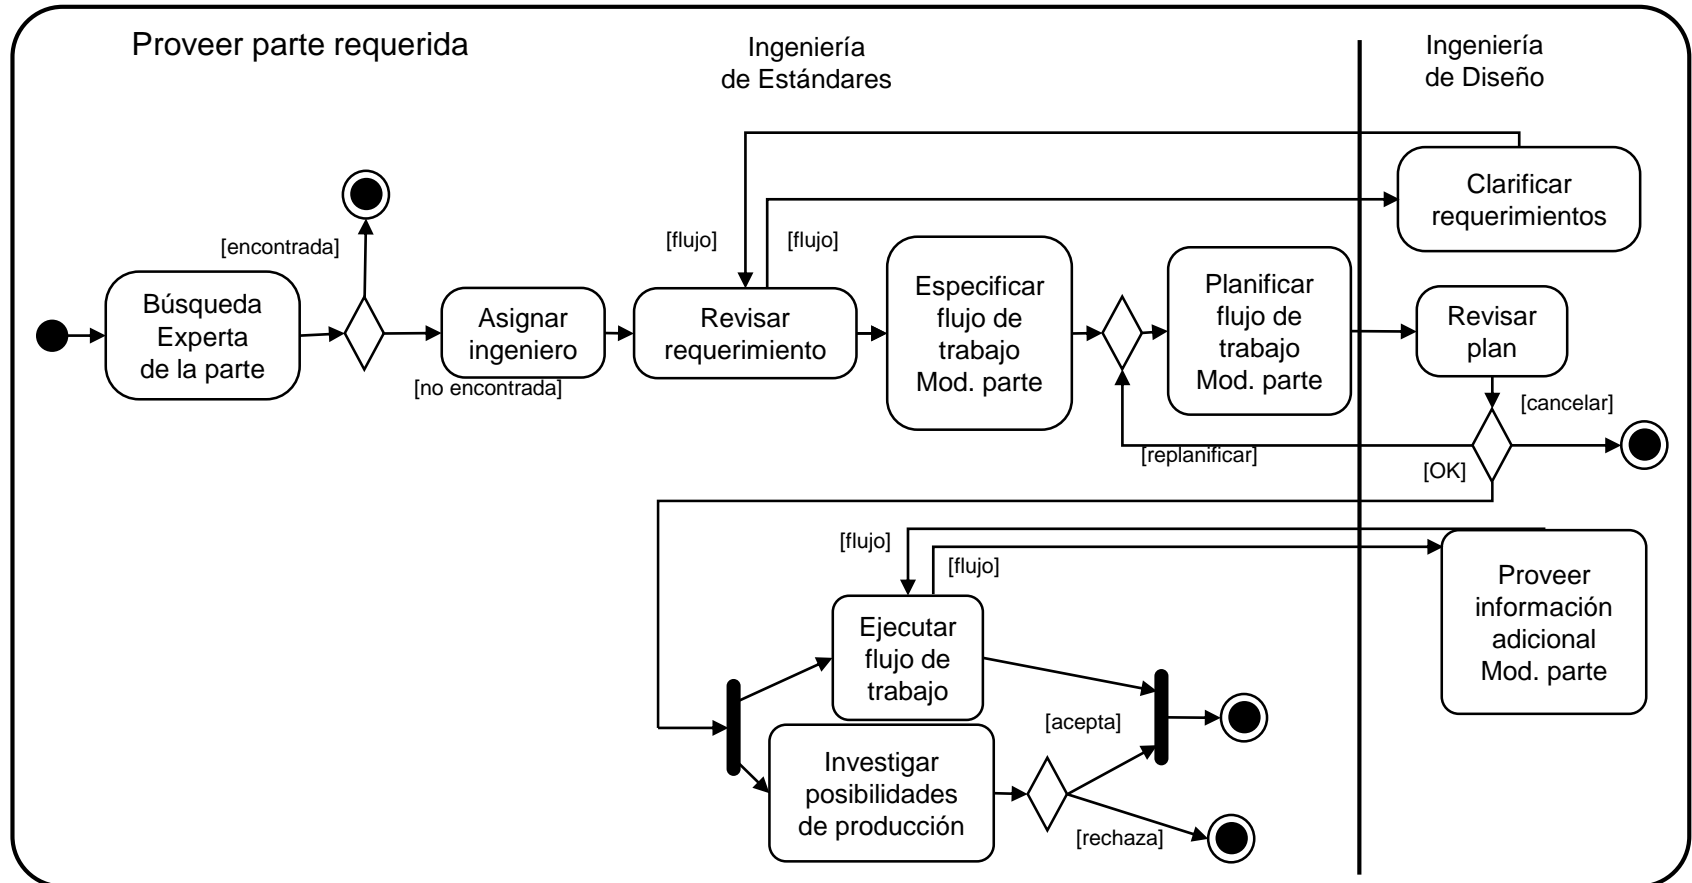 Proveer parte requerida
Ingeniería
de Estándares
Ingeniería
de Diseño
Clarificar
requerimientos
[encontrada]
[flujo]
[flujo]
Búsqueda
Experta
de la parte
Asignar
ingeniero
[no encontrada]
Revisar
requerimiento
Especificar
flujo de
trabajo
Mod. parte
Planificar
flujo de
trabajo
Mod. parte
Revisar
plan
[cancelar]
[replanificar]
[OK]
[flujo]
[flujo]
Ejecutar
flujo de
trabajo
Proveer
información
adicional
Mod. parte
[acepta]
Investigar
posibilidades
de producción
[rechaza]